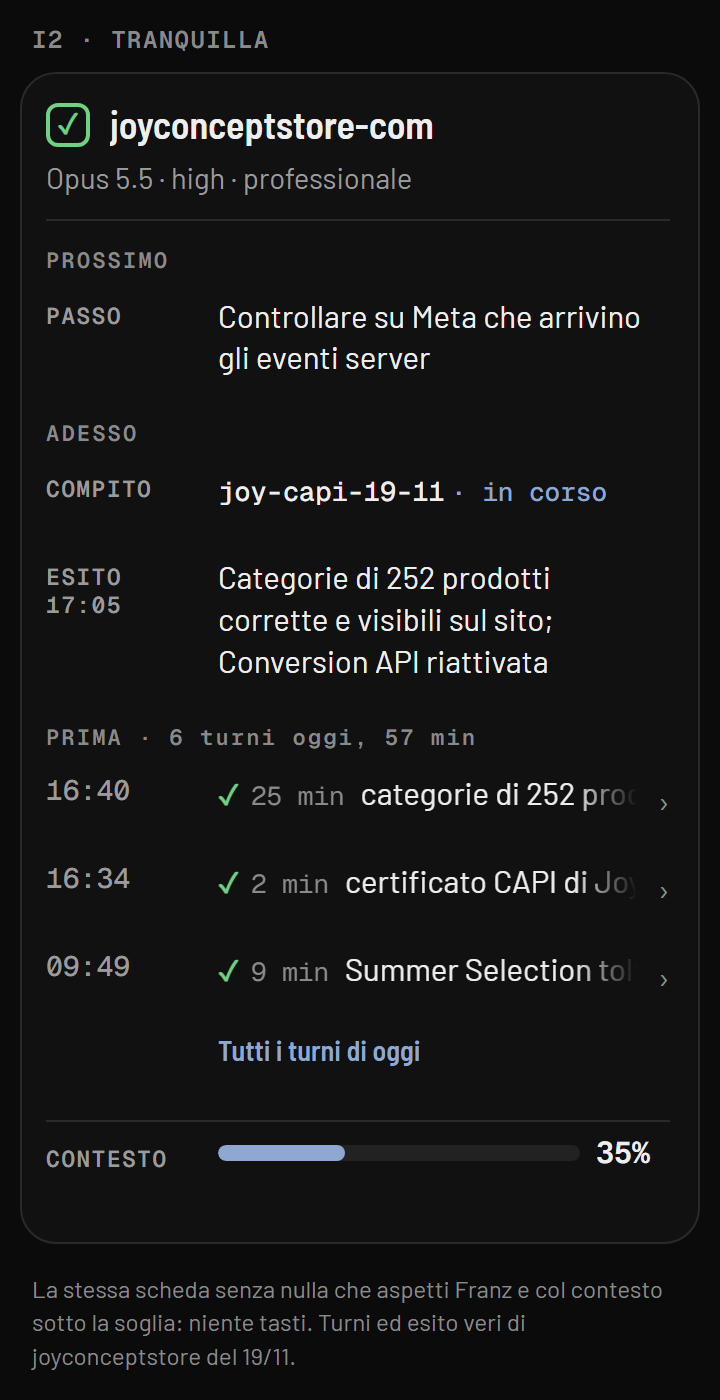 I2 · TRANQUILLA
joyconceptstore-com
Opus 5.5 · high · professionale
PROSSIMO
PASSO Controllare su Meta che arrivino
gli eventi server
ADESSO
COMPITO joy-capi-19-11 · in corso
ESITO Categorie di 252 prodotti
17:05 corrette e visibili sul sito;
Conversion API riattivata
PRIMA · 6 turni oggi, 57 min
16:40 ✓ 25 min categorie di 252 prod ›
16:34 ✓ 2 min certificato CAPI di Joy ›
09:49 ✓ 9 min Summer Selection tol ›
Tutti i turni di oggi
CONTESTO 35%
La stessa scheda senza nulla che aspetti Franz e col contesto
sotto la soglia: niente tasti. Turni ed esito veri di
joyconceptstore del 19/11.